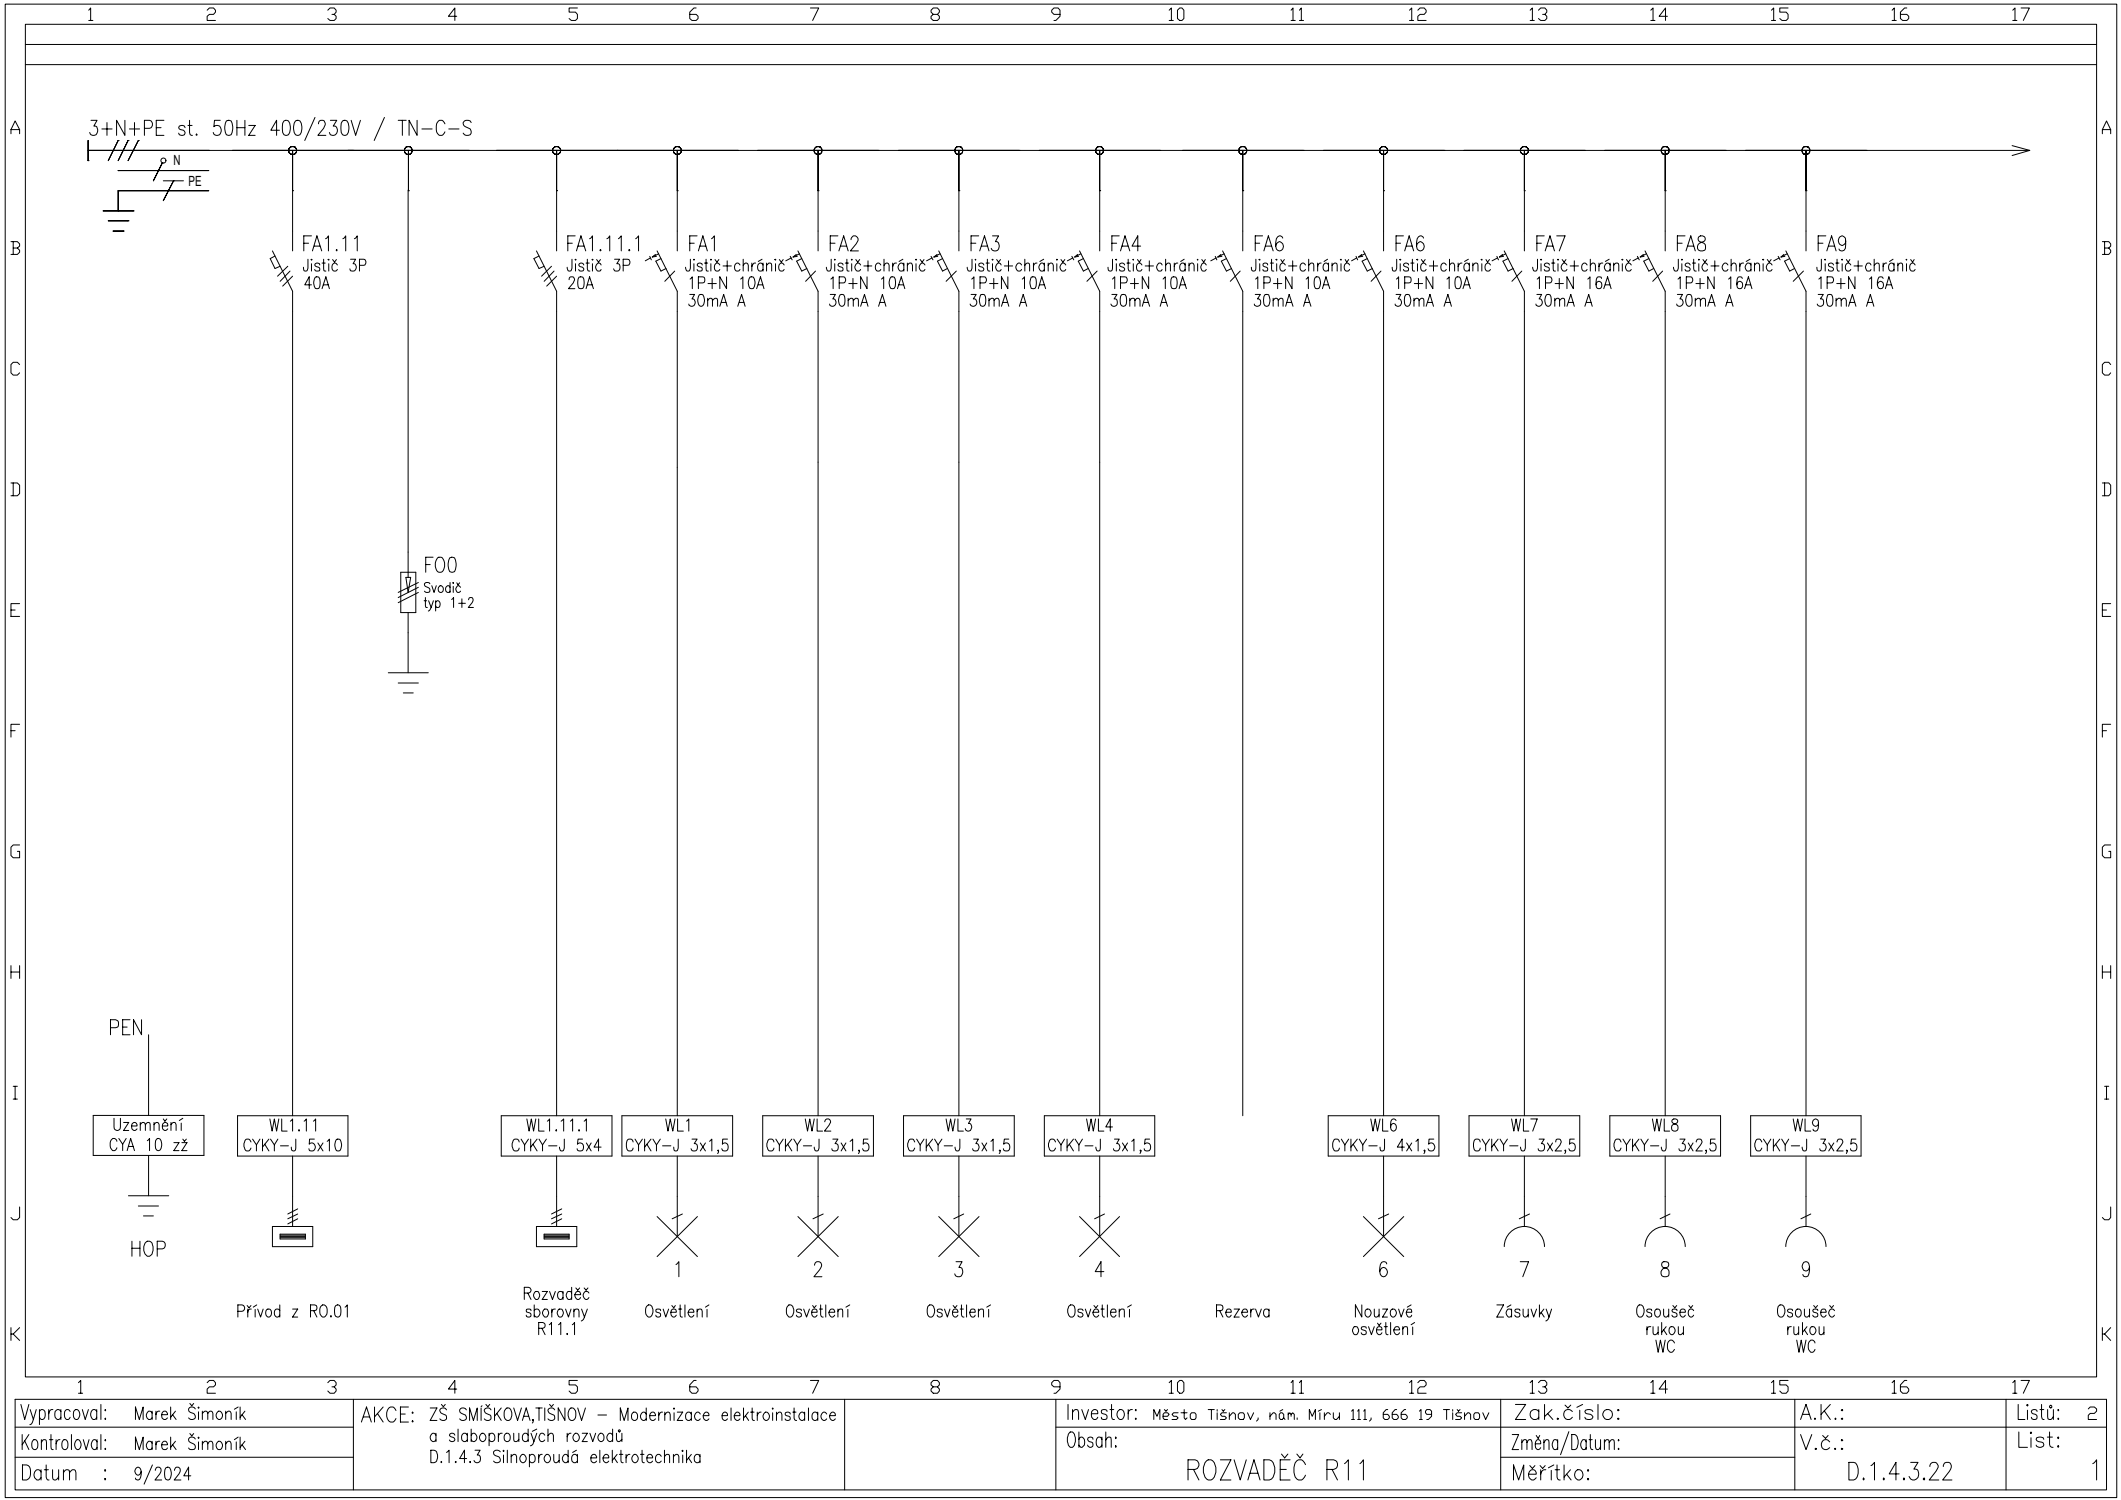 1 2 3 4 5 6 7 8 9 10 11 12 13 14 15 16 17
A A
3+N+PE st. 50Hz 400/230V / TN-C-S
N
PE
B B
FA1.11
Jistič 3P
40A
FA1.11.1
Jistič 3P
20A
FA1
Jistič+chránič
1P+N 10A
30mA A
FA2
Jistič+chránič
1P+N 10A
30mA A
FA3
Jistič+chránič
1P+N 10A
30mA A
FA4
Jistič+chránič
1P+N 10A
30mA A
FA6
Jistič+chránič
1P+N 10A
30mA A
FA6
Jistič+chránič
1P+N 10A
30mA A
FA7
Jistič+chránič
1P+N 16A
30mA A
FA8
Jistič+chránič
1P+N 16A
30mA A
FA9
Jistič+chránič
1P+N 16A
30mA A
C C
D D
F00
Svodič
typ 1+2
E E
F F
G G
H H
PEN
I I
Uzemnění
CYA 10 zž
WL1.11
CYKY-J 5x10
WL1.11.1
CYKY-J 5x4
WL1
CYKY-J 3x1,5
WL2
CYKY-J 3x1,5
WL3
CYKY-J 3x1,5
WL4
CYKY-J 3x1,5
WL6
CYKY-J 4x1,5
WL7
CYKY-J 3x2,5
WL8
CYKY-J 3x2,5
WL9
CYKY-J 3x2,5
J J
HOP
1 2 3 4 6 7 8 9
Přívod z R0.01
Rozvaděč
sborovny
R11.1
Osvětlení
Osvětlení
Osvětlení
Osvětlení
Rezerva
Nouzové
osvětlení
Zásuvky
Osoušeč
rukou
WC
Osoušeč
rukou
WC
K K
1 2 3 4 5 6 7 8 9 10 11 12 13 14 15 16 17
Vypracoval: Marek Šimoník
Kontroloval: Marek Šimoník
Datum : 9/2024
AKCE: ZŠ SMÍŠKOVA,TIŠNOV – Modernizace elektroinstalace
a slaboproudých rozvodů
D.1.4.3 Silnoproudá elektrotechnika
Investor: Město Tišnov, nám. Míru 111, 666 19 Tišnov
Obsah:
ROZVADĚČ R11
Zak.číslo:
Změna/Datum:
Měřítko:
A.K.:
V.č.:
D.1.4.3.22
Listů: 2
List:
1